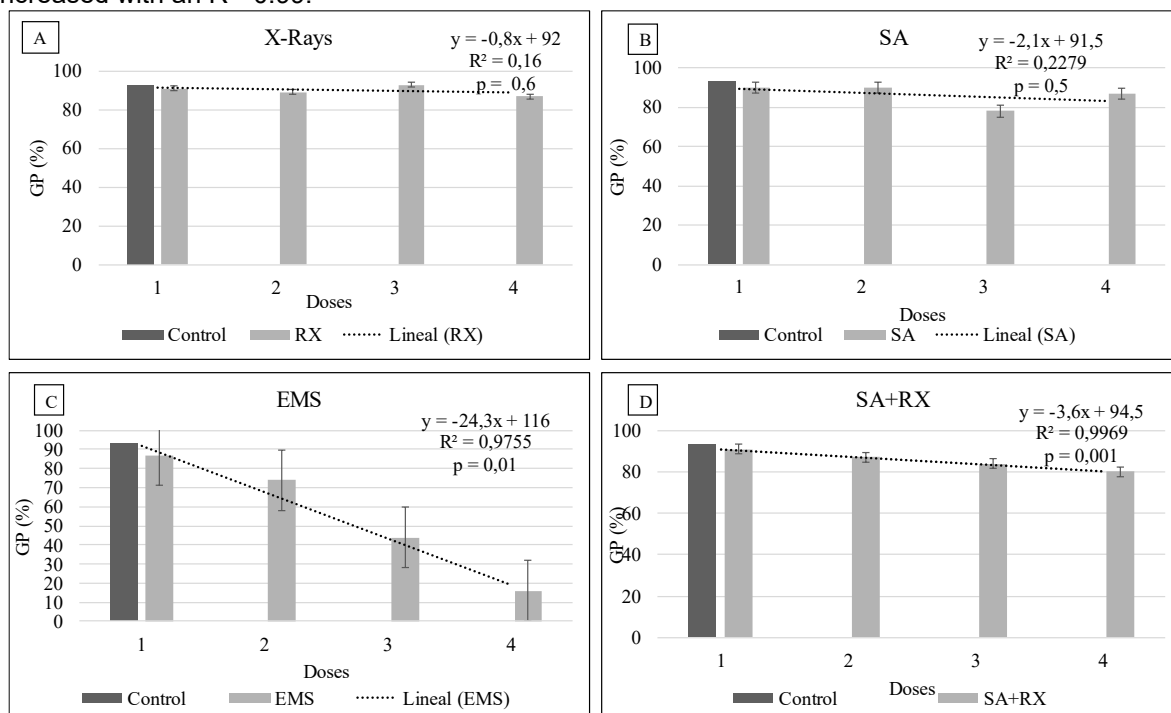 increased with an R 0.99.
A
X-Rays
y = -0,8x + 92
R² = 0,16
p = 0,6
GP (%)
100
80
60
40
20
0
1 2 3 4
Doses
Control RX Lineal (RX)
B
SA
y = -2,1x + 91,5
R² = 0,2279
p = 0,5
GP (%)
100
80
60
40
20
0
1 2 3 4
Doses
Control SA Lineal (SA)
C
EMS
y = -24,3x + 116
R² = 0,9755
p = 0,01
GP (%)
100
90
80
70
60
50
40
30
20
10
0
1 2 3 4
Doses
Control EMS Lineal (EMS)
D
SA+RX
y = -3,6x + 94,5
R² = 0,9969
p = 0,001
GP (%)
100
80
60
40
20
0
1 2 3 4
Doses
Control SA+RX